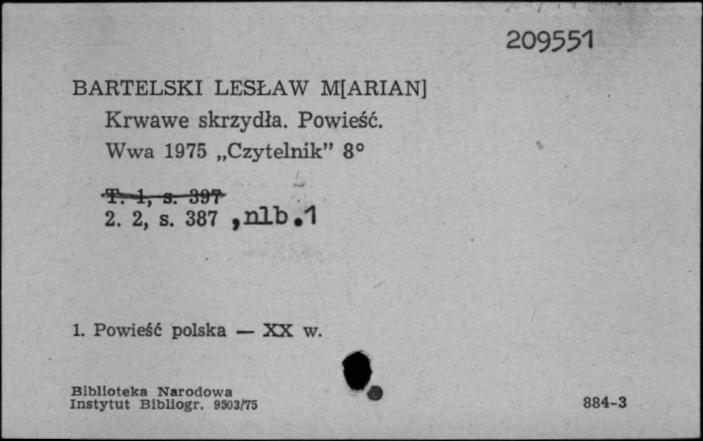 209551
BARTELSKI LESŁAW M[ARIAN]
Krwawe skrzydła. Powieść.
Wwa 1975 „Czytelnik” 8°
T. 1, s. 397
2. 2, s. 387 ,nlb.1
1. Powieść polska — XX w.
Biblioteka Narodowa
Instytut Bibliogr. 9503/75
884-3